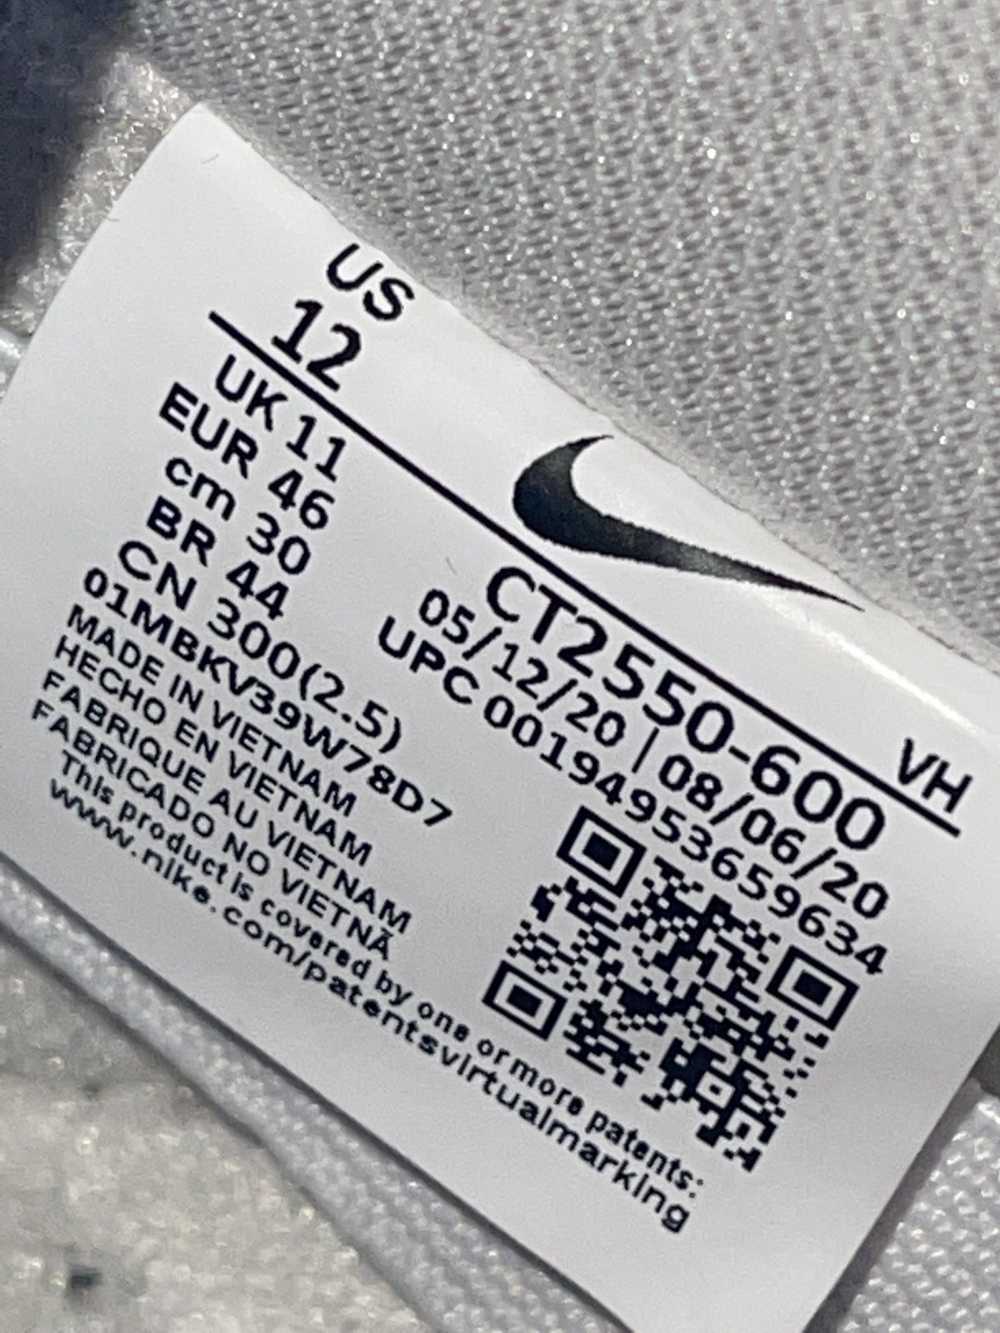 US
12
VH
UK 11
EUR 46
cm 30
BR 44
CN 300(2.5)
01MBKV39W78D7
CT2550-600
05/12/20 | 08/06/20
UPC 00194953659634
MADE IN VIETNAM
HECHO EN VIETNAM
FABRIQUE AU VIETNAM
FABRICADO NO VIETNÃ
This product is covered by one or more patents:
www.nike.com/patentsvirtualmarking